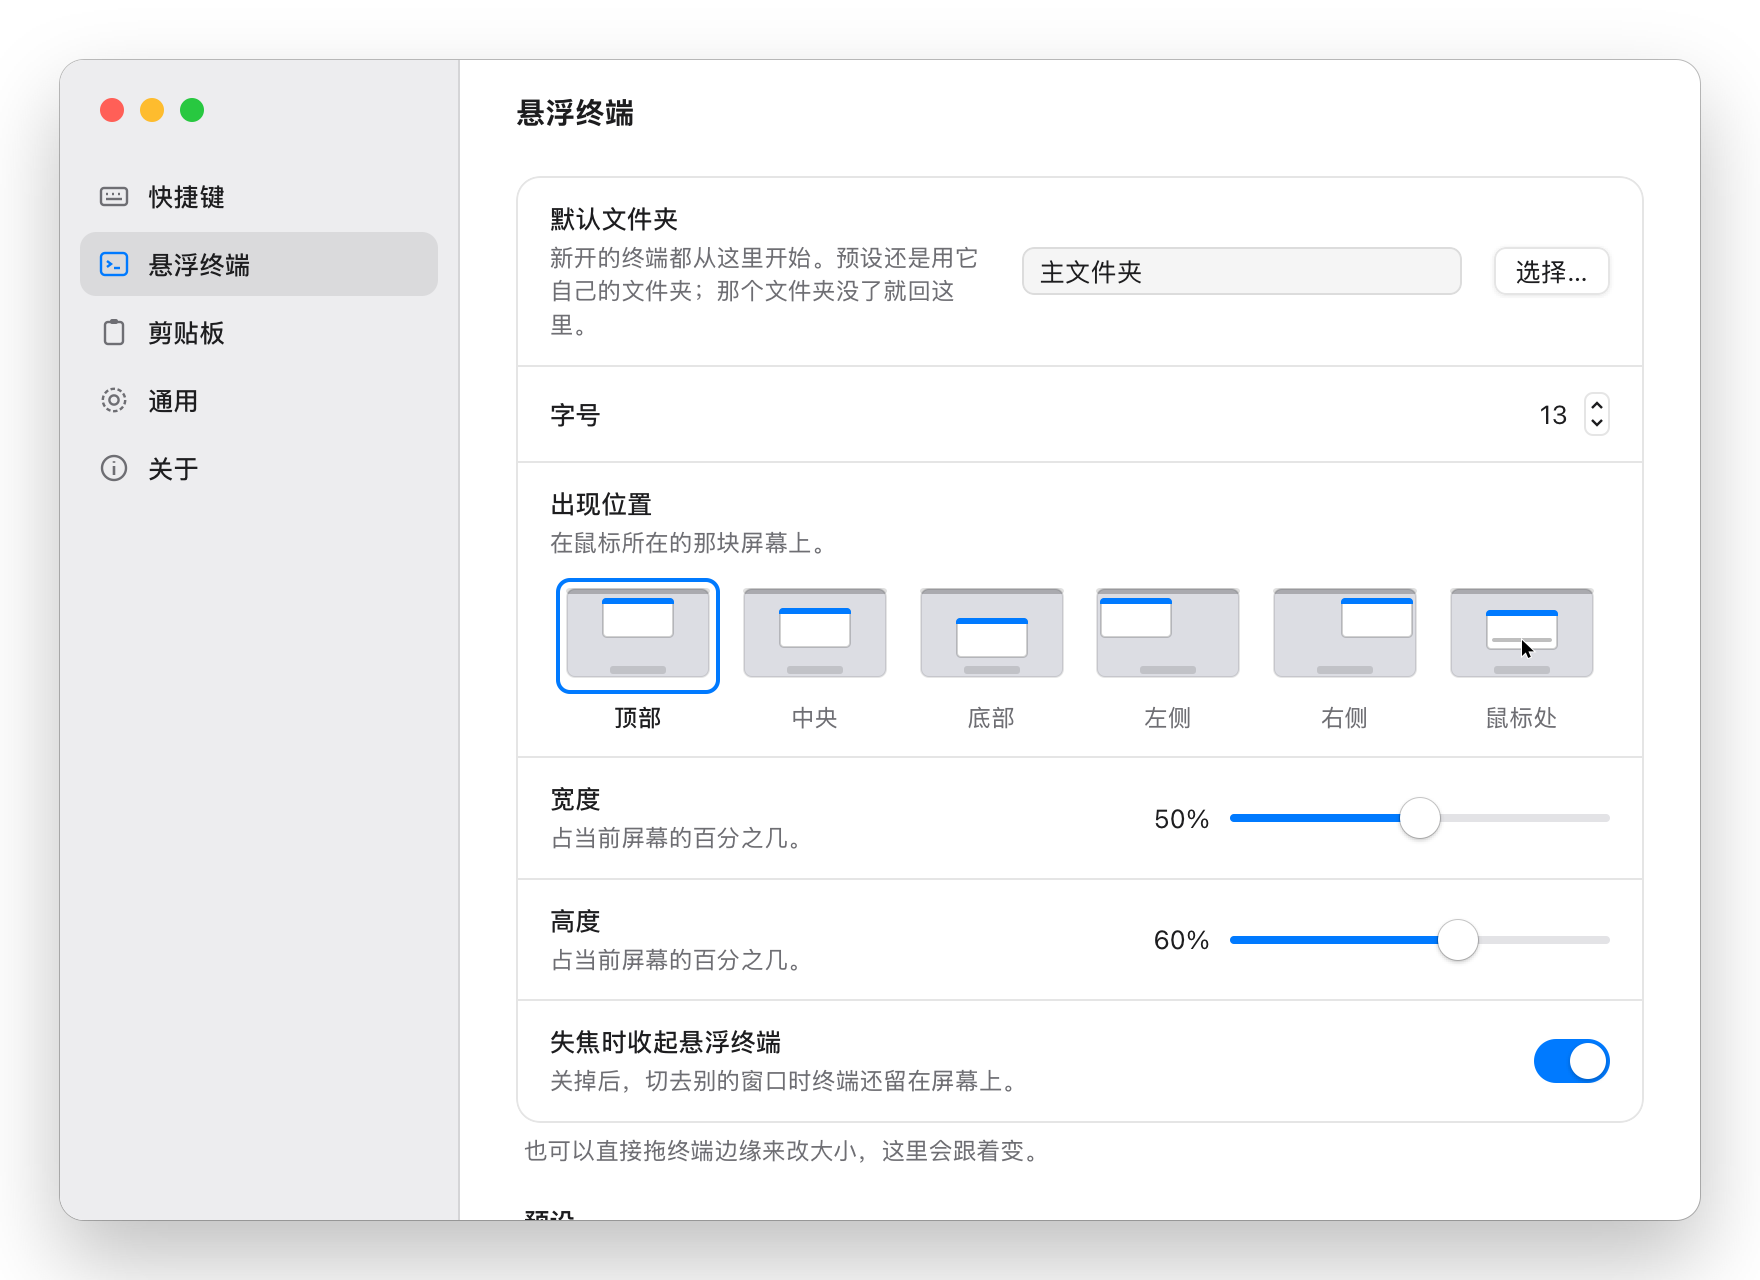 快捷键
悬浮终端
剪贴板
通用
关于
悬浮终端
默认文件夹
新开的终端都从这里开始。预设还是用它
自己的文件夹；那个文件夹没了就回这
里。
主文件夹
选择...
字号
13
出现位置
在鼠标所在的那块屏幕上。
顶部
中央
底部
左侧
右侧
鼠标处
宽度
占当前屏幕的百分之几。
50%
高度
占当前屏幕的百分之几。
60%
失焦时收起悬浮终端
关掉后，切去别的窗口时终端还留在屏幕上。
也可以直接拖终端边缘来改大小，这里会跟着变。
预设